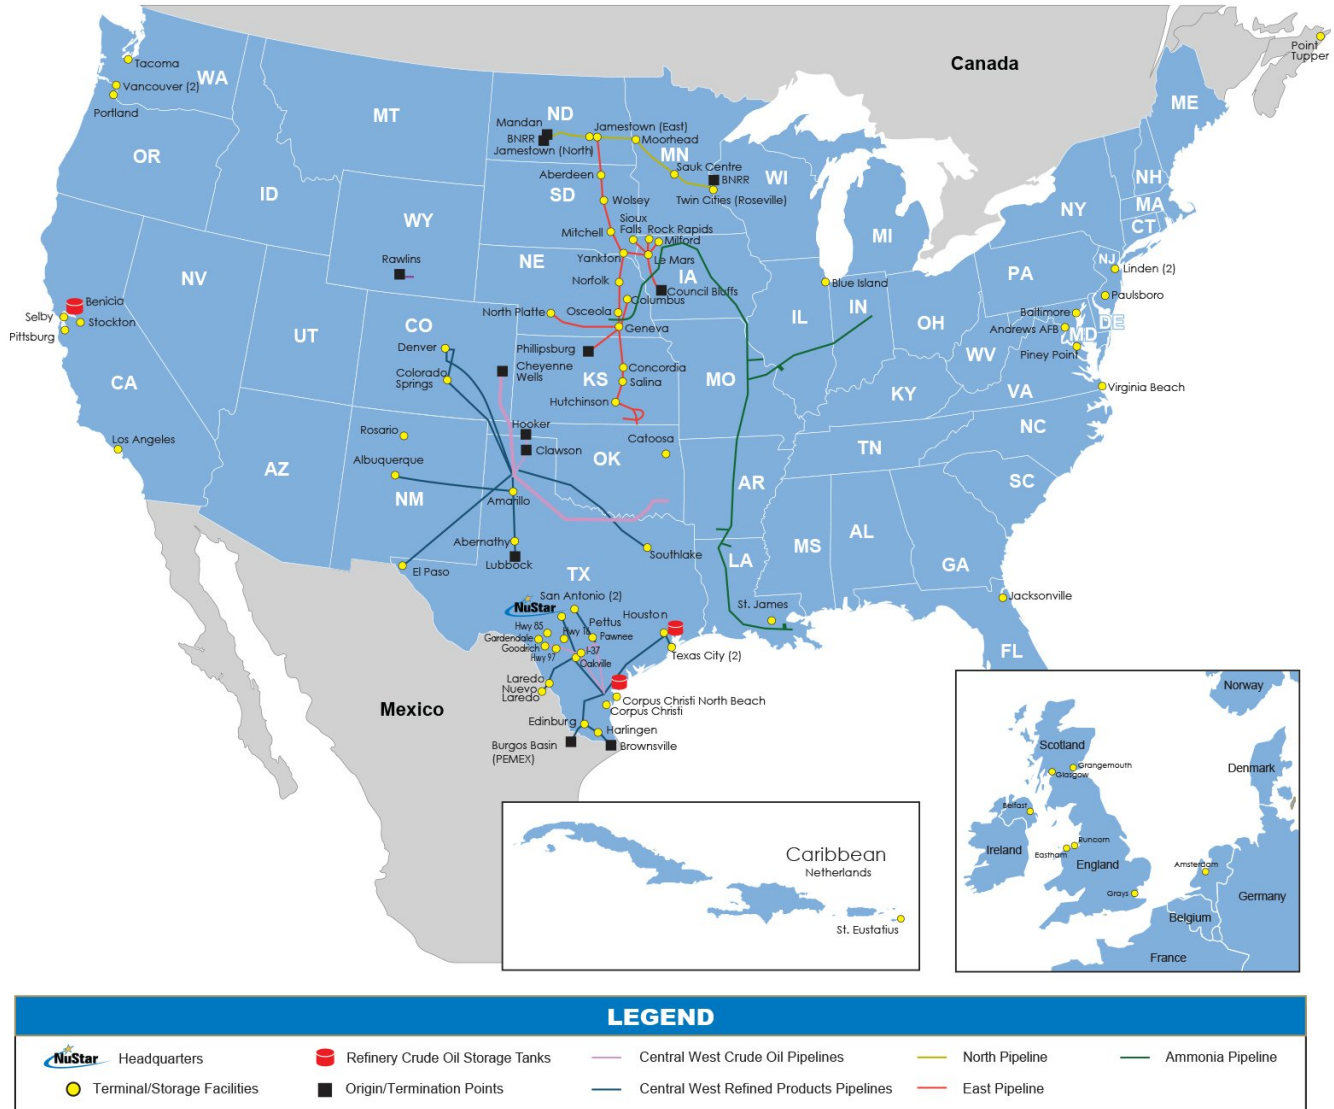 Canada
Point
Tupper
Tacoma
WA
Vancouver (2)
Portland
MT
ND
Mandan
BNRR
Jamestown (North)
Jamestown (East)
Moorhead
MN
Sauk Centre
BNRR
Twin Cities (Roseville)
WI
ME
NH
MA
CT
NY
MI
OR
ID
WY
Rawlins
Aberdeen
SD
Wolsey
Mitchell
Sioux
Falls
Rock Rapids
Milford
Yankton
Le Mars
NE
IA
Norfolk
Council Bluffs
Columbus
North Platte
Osceola
Geneva
Blue Island
PA
NJ
Linden (2)
Paulsboro
Baltimore
DE
Andrews AFB
MD
Piney Point
IL
IN
OH
WV
VA
Virginia Beach
Benicia
Selby
Stockton
Pittsburg
NV
UT
CO
CA
Denver
Colorado
Springs
Phillipsburg
Cheyenne
Wells
KS
Concordia
Salina
Hutchinson
MO
KY
NC
TN
SC
Los Angeles
AZ
Rosario
Albuquerque
NM
Hooker
Clawson
OK
Catoosa
AR
Amarillo
Abernathy
Lubbock
El Paso
Southlake
TX
MS
AL
GA
LA
St. James
Jacksonville
FL
NuStar
San Antonio (2)
Pettus
Houston
Hwy 85
Hwy 16
Pawnee
Gardendale
Goodrich
Hwy 97
I-37
Oakville
Texas City (2)
Laredo
Nuevo
Laredo
Corpus Christi North Beach
Corpus Christi
Mexico
Edinburg
Harlingen
Burgos Basin
(PEMEX)
Brownsville
Caribbean
Netherlands
St. Eustatius
Norway
Scotland
Grangemouth
Glasgow
Denmark
Belfast
Ireland
Runcorn
Eastham
England
Amsterdam
Grays
Germany
Belgium
France
LEGEND
NuStar Headquarters
Refinery Crude Oil Storage Tanks
Central West Crude Oil Pipelines
North Pipeline
Ammonia Pipeline
Terminal/Storage Facilities
Origin/Termination Points
Central West Refined Products Pipelines
East Pipeline